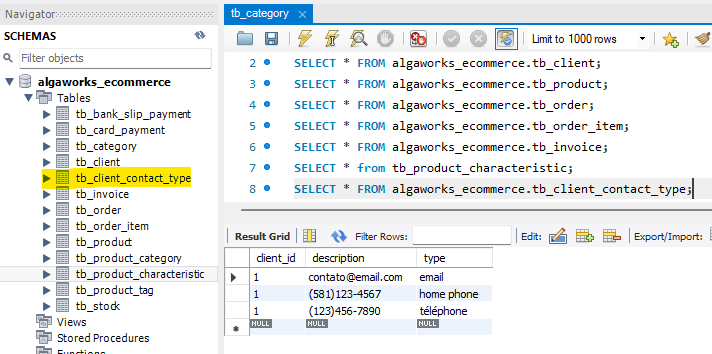 Navigator:
SCHEMAS
Filter objects
algaworks_ecommerce
Tables
tb_bank_slip_payment
tb_card_payment
tb_category
tb_client
tb_client_contact_type
tb_invoice
tb_order
tb_order_item
tb_product
tb_product_category
tb_product_characteristic
tb_product_tag
tb_stock
Views
Stored Procedures
Functions
tb_category
Limit to 1000 rows
2 SELECT * FROM algaworks_ecommerce.tb_client;
3 SELECT * FROM algaworks_ecommerce.tb_product;
4 SELECT * FROM algaworks_ecommerce.tb_order;
5 SELECT * FROM algaworks_ecommerce.tb_order_item;
6 SELECT * FROM algaworks_ecommerce.tb_invoice;
7 SELECT * from tb_product_characteristic;
8 SELECT * FROM algaworks_ecommerce.tb_client_contact_type;
Result Grid Filter Rows: Edit: Export/Import:
client_id description type
1 contato@email.com email
1 (581)123-4567 home phone
1 (123)456-7890 téléphone
NULL NULL NULL